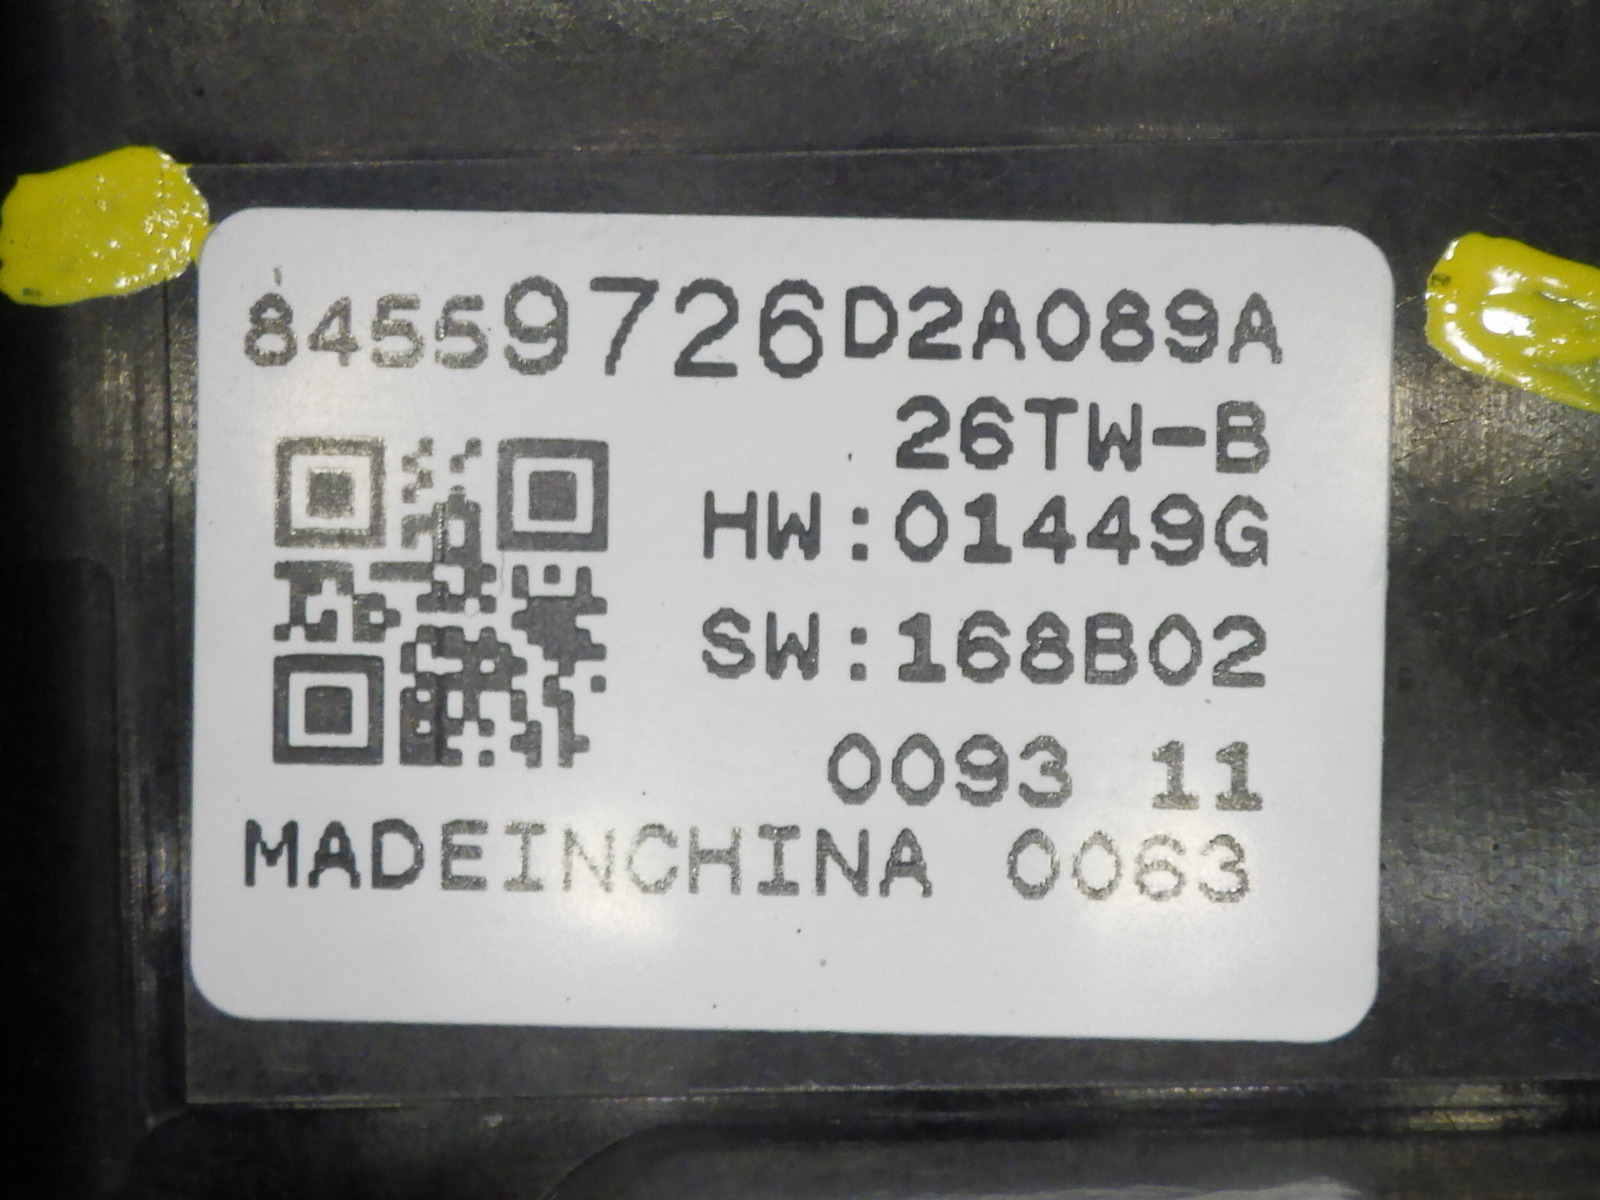 84559726D2A089A
26TW-B
HW:01449G
SW:168B02
0093 11
MADEINCHINA 0063